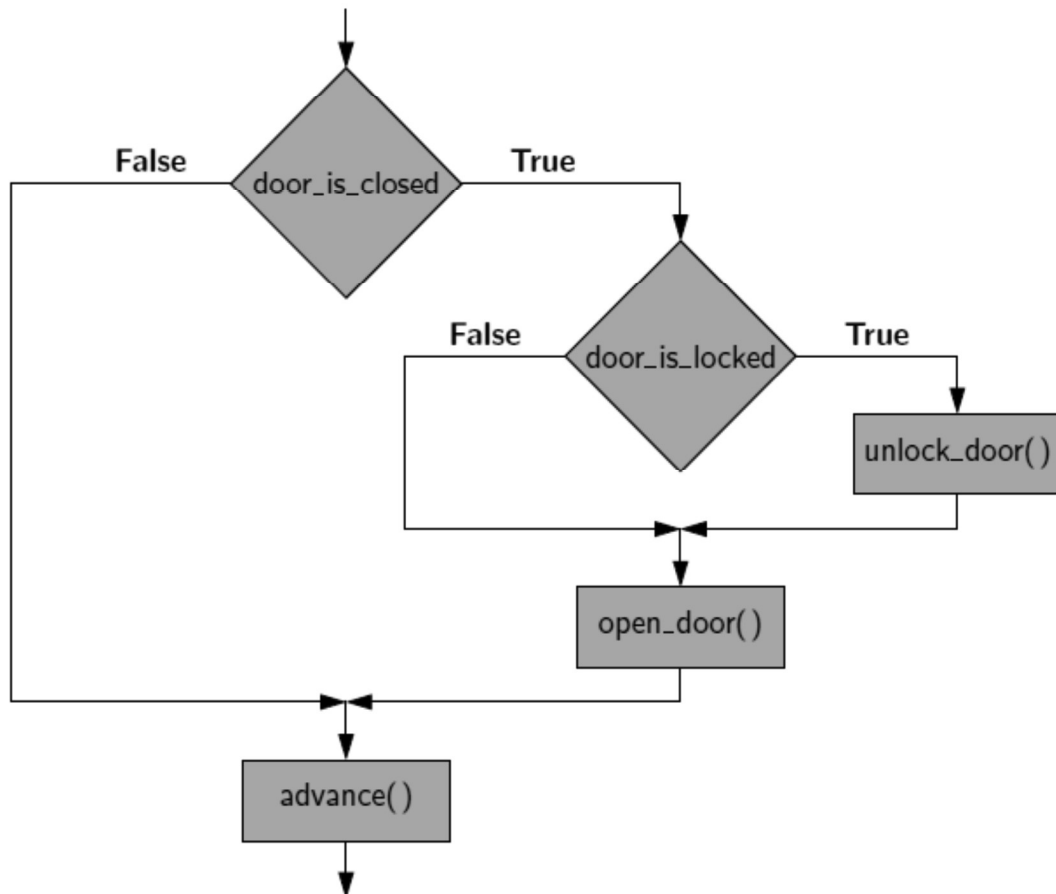 False
True
door_is_closed
False
True
door_is_locked
unlock_door()
open_door()
advance()